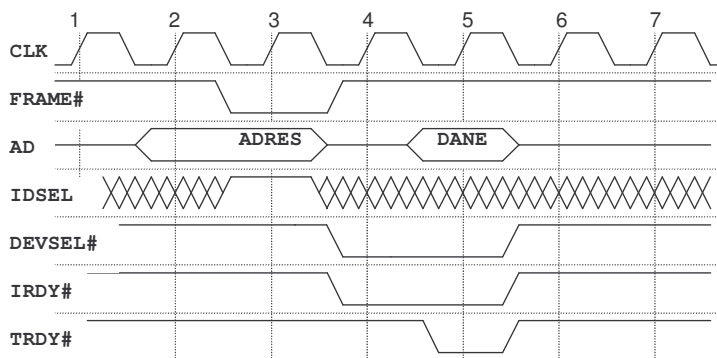 1 2 3 4 5 6 7
CLK
FRAME#
AD ADRES DANE
IDSEL
DEVSEL#
IRDY#
TRDY#